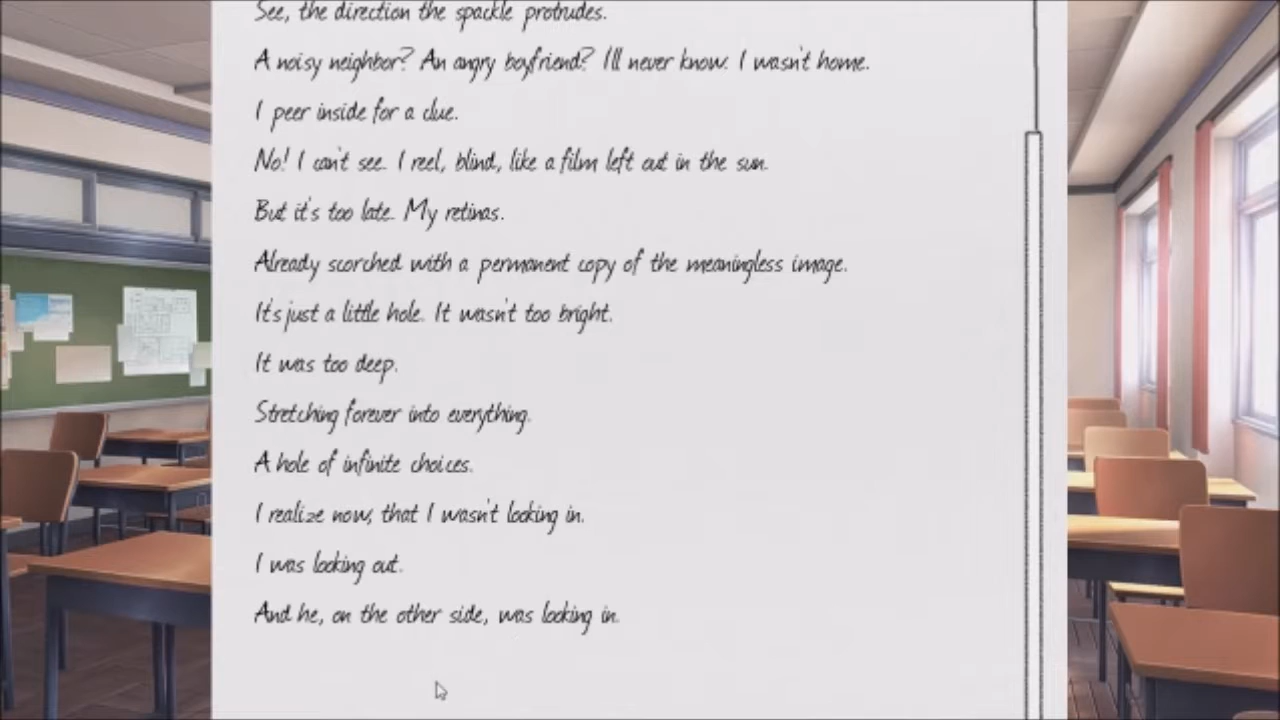 See, the direction the spackle protrudes.
A noisy neighbor? An angry boyfriend? I'll never know. I wasn't home.
I peer inside for a clue.
No! I can't see. I reel, blind, like a film left out in the sun.
But it's too late. My retinas.
Already scorched with a permanent copy of the meaningless image.
It's just a little hole. It wasn't too bright.
It was too deep.
Stretching forever into everything.
A hole of infinite choices.
I realize now, that I wasn't looking in.
I was looking out.
And he, on the other side, was looking in.